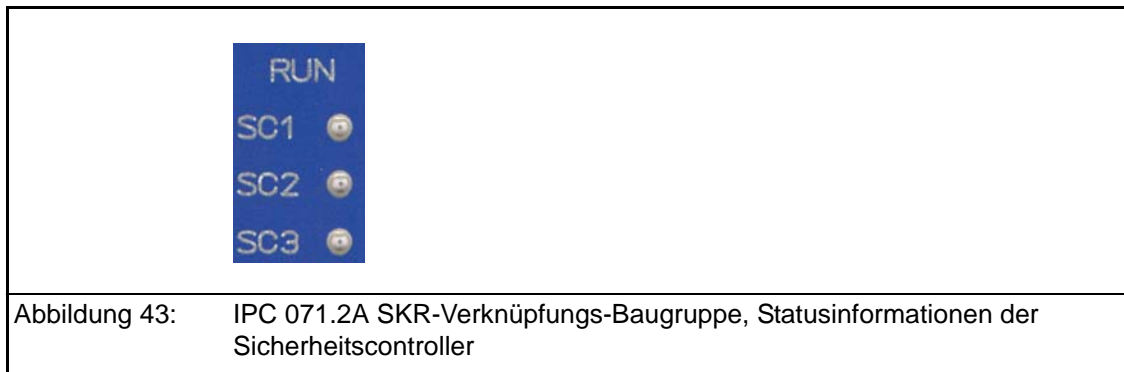 RUN
SC1
SC2
SC3
Abbildung 43: IPC 071.2A SKR-Verknüpfungs-Baugruppe, Statusinformationen der
Sicherheitscontroller